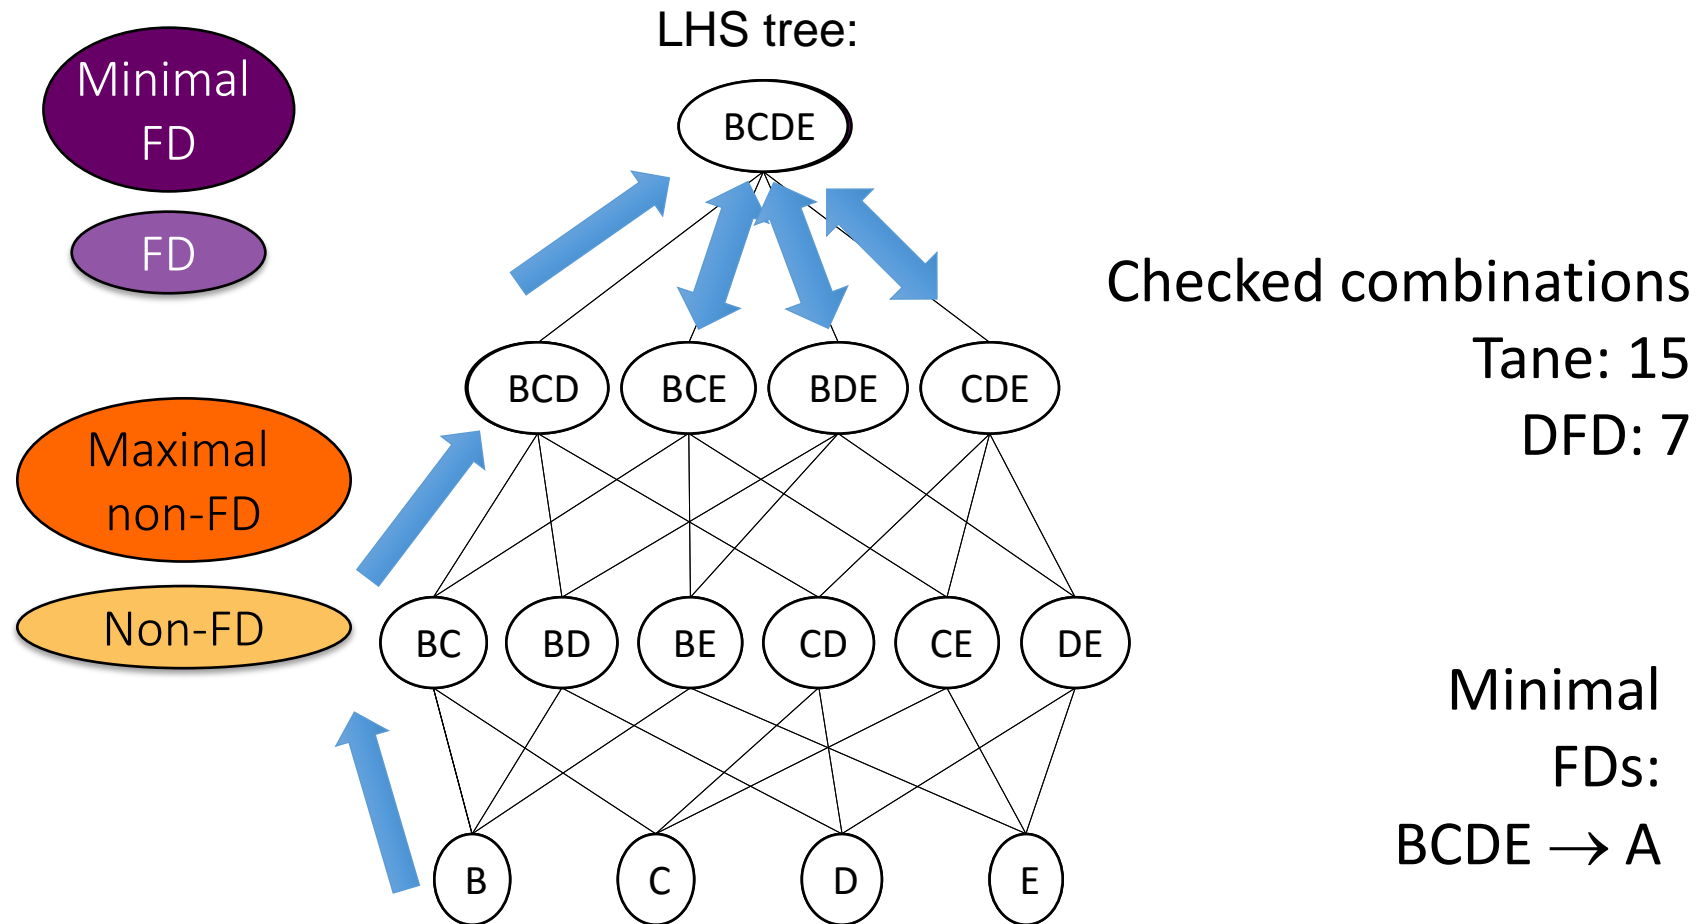 LHS tree:
Minimal
FD
FD
Maximal
non-FD
Non-FD
BCDE
BCD BCE BDE CDE
BC BD BE CD CE DE
B C D E
Checked combinations
Tane: 15
DFD: 7
Minimal
FDs:
BCDE → A